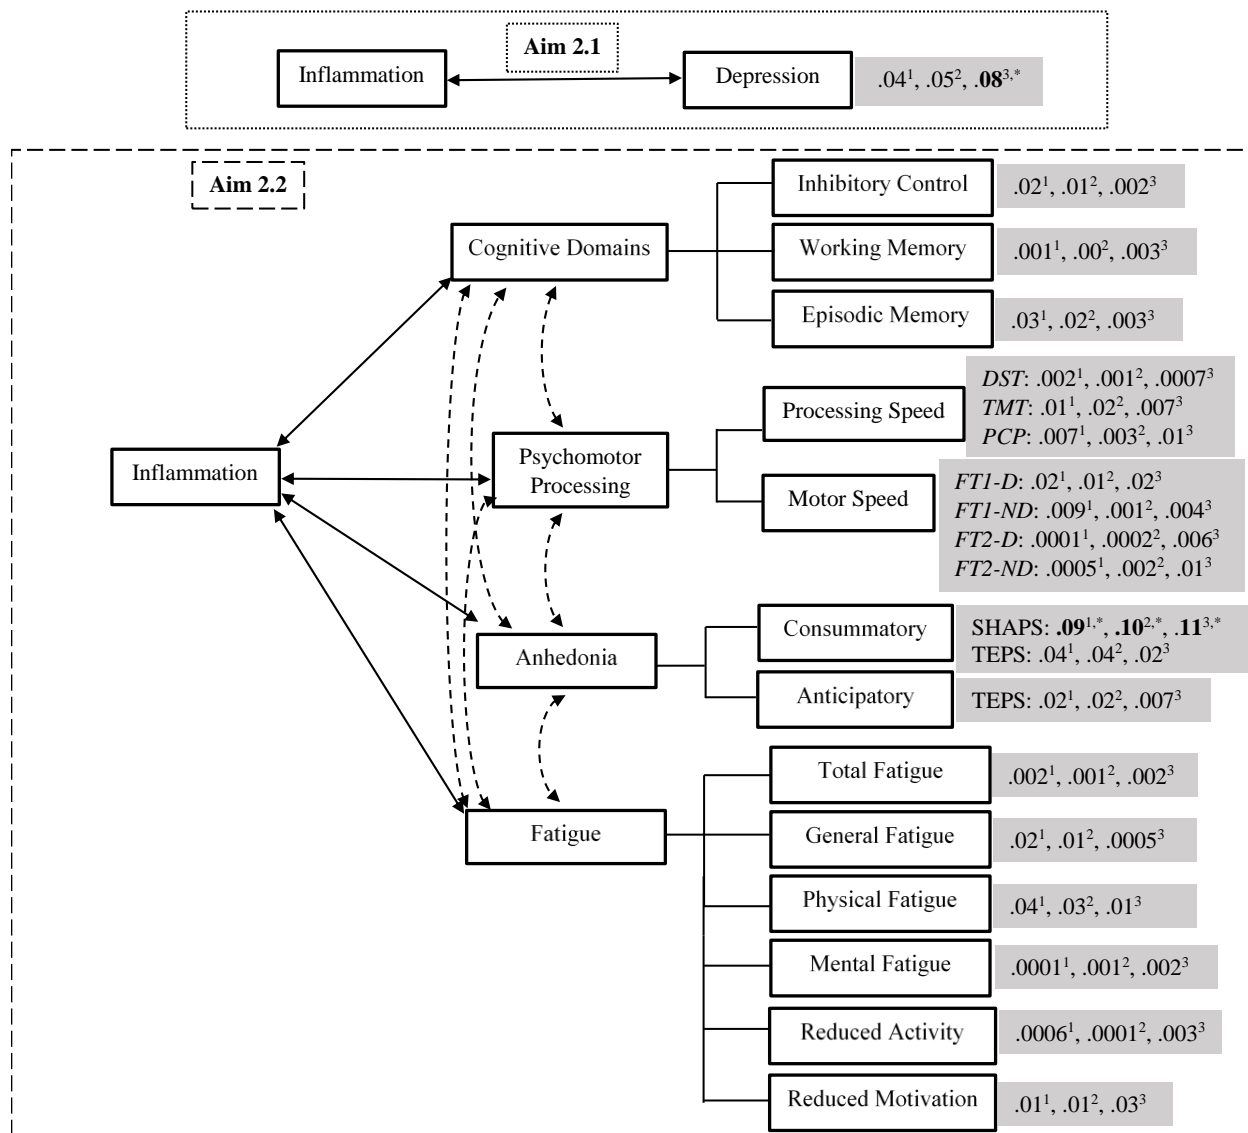 Aim 2.1
Inflammation
Depression
.04¹, .05², .08³,*
Aim 2.2
Inhibitory Control
.02¹, .01², .002³
Cognitive Domains
Working Memory
.001¹, .00², .003³
Episodic Memory
.03¹, .02², .003³
Processing Speed
DST: .002¹, .001², .0007³
TMT: .01¹, .02², .007³
PCP: .007¹, .003², .01³
Inflammation
Psychomotor
Processing
Motor Speed
FT1-D: .02¹, .01², .02³
FT1-ND: .009¹, .001², .004³
FT2-D: .0001¹, .0002², .006³
FT2-ND: .0005¹, .002², .01³
Anhedonia
Consummatory
SHAPS: .09¹,*, .10²,*, .11³,*
TEPS: .04¹, .04², .02³
Anticipatory
TEPS: .02¹, .02², .007³
Total Fatigue
.002¹, .001², .002³
Fatigue
General Fatigue
.02¹, .01², .0005³
Physical Fatigue
.04¹, .03², .01³
Mental Fatigue
.0001¹, .001², .002³
Reduced Activity
.0006¹, .0001², .003³
Reduced Motivation
.01¹, .01², .03³